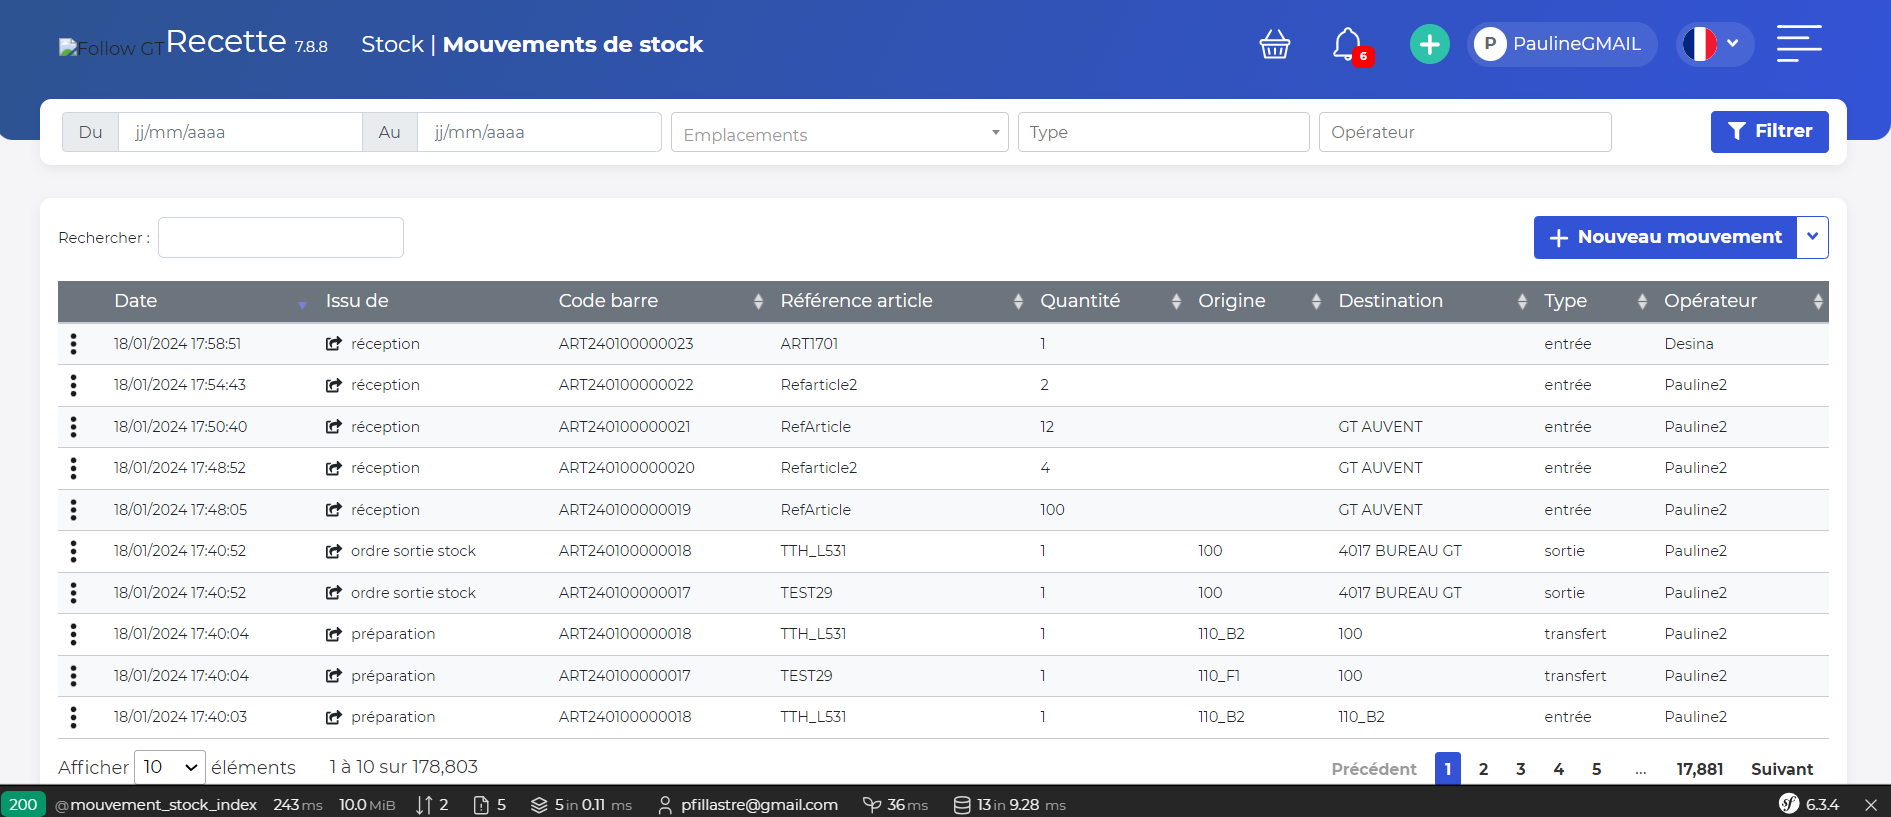 Follow GT Recette 7.8.8 Stock | Mouvements de stock 6 P PaulineGMAIL
Du jj/mm/aaaa Au jj/mm/aaaa Emplacements Type Opérateur Filtrer
Rechercher : Nouveau mouvement
Date Issu de Code barre Référence article Quantité Origine Destination Type Opérateur
18/01/2024 17:58:51 réception ART240100000023 ART1701 1 entrée Desina
18/01/2024 17:54:43 réception ART240100000022 Refarticle2 2 entrée Pauline2
18/01/2024 17:50:40 réception ART240100000021 RefArticle 12 GT AUVENT entrée Pauline2
18/01/2024 17:48:52 réception ART240100000020 Refarticle2 4 GT AUVENT entrée Pauline2
18/01/2024 17:48:05 réception ART240100000019 RefArticle 100 GT AUVENT entrée Pauline2
18/01/2024 17:40:52 ordre sortie stock ART240100000018 TTH_L531 1 100 4017 BUREAU GT sortie Pauline2
18/01/2024 17:40:52 ordre sortie stock ART240100000017 TEST29 1 100 4017 BUREAU GT sortie Pauline2
18/01/2024 17:40:04 préparation ART240100000018 TTH_L531 1 110_B2 100 transfert Pauline2
18/01/2024 17:40:04 préparation ART240100000017 TEST29 1 110_F1 100 transfert Pauline2
18/01/2024 17:40:03 préparation ART240100000018 TTH_L531 1 110_B2 110_B2 entrée Pauline2
Afficher 10 éléments 1 à 10 sur 178,803 Précédent 1 2 3 4 5 ... 17,881 Suivant
200 @mouvement_stock_index 243 ms 10.0 MiB 2 5 5 in 0.11 ms pfillastre@gmail.com 36 ms 13 in 9.28 ms sf 6.3.4